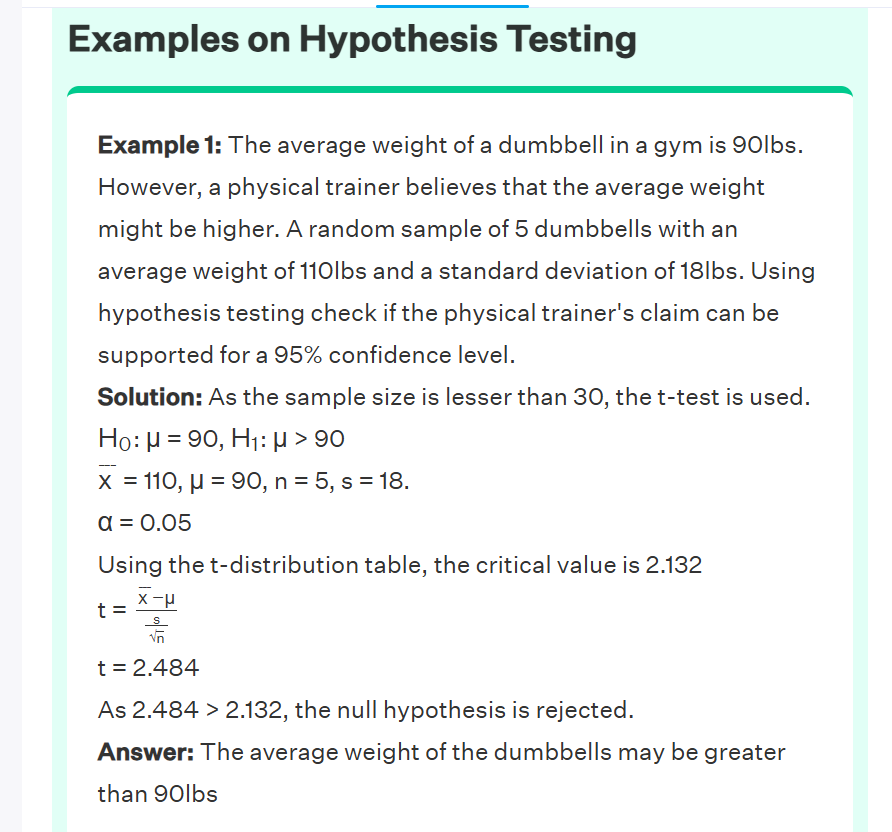 Examples on Hypothesis Testing
Example 1: The average weight of a dumbbell in a gym is 90lbs.
However, a physical trainer believes that the average weight
might be higher. A random sample of 5 dumbbells with an
average weight of 110lbs and a standard deviation of 18lbs. Using
hypothesis testing check if the physical trainer's claim can be
supported for a 95% confidence level.
Solution: As the sample size is lesser than 30, the t-test is used.
H₀: μ = 90, H₁: μ > 90
x̅ = 110, μ = 90, n = 5, s = 18.
α = 0.05
Using the t-distribution table, the critical value is 2.132
t = (x̅−μ)/(s/√n)
t = 2.484
As 2.484 > 2.132, the null hypothesis is rejected.
Answer: The average weight of the dumbbells may be greater
than 90lbs